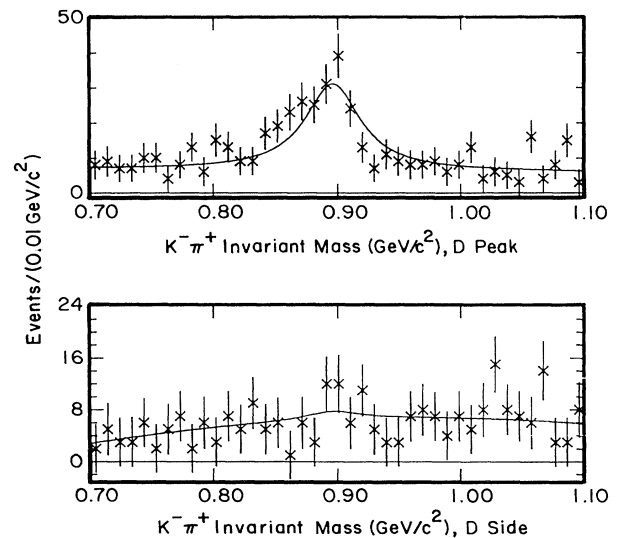 50
0
0.70 0.80 0.90 1.00 1.10
K⁻π⁺ Invariant Mass (GeV/c²), D Peak
Events/(0.01 GeV/c²)
24
16
8
0
0.70 0.80 0.90 1.00 1.10
K⁻π⁺ Invariant Mass (GeV/c²), D Side